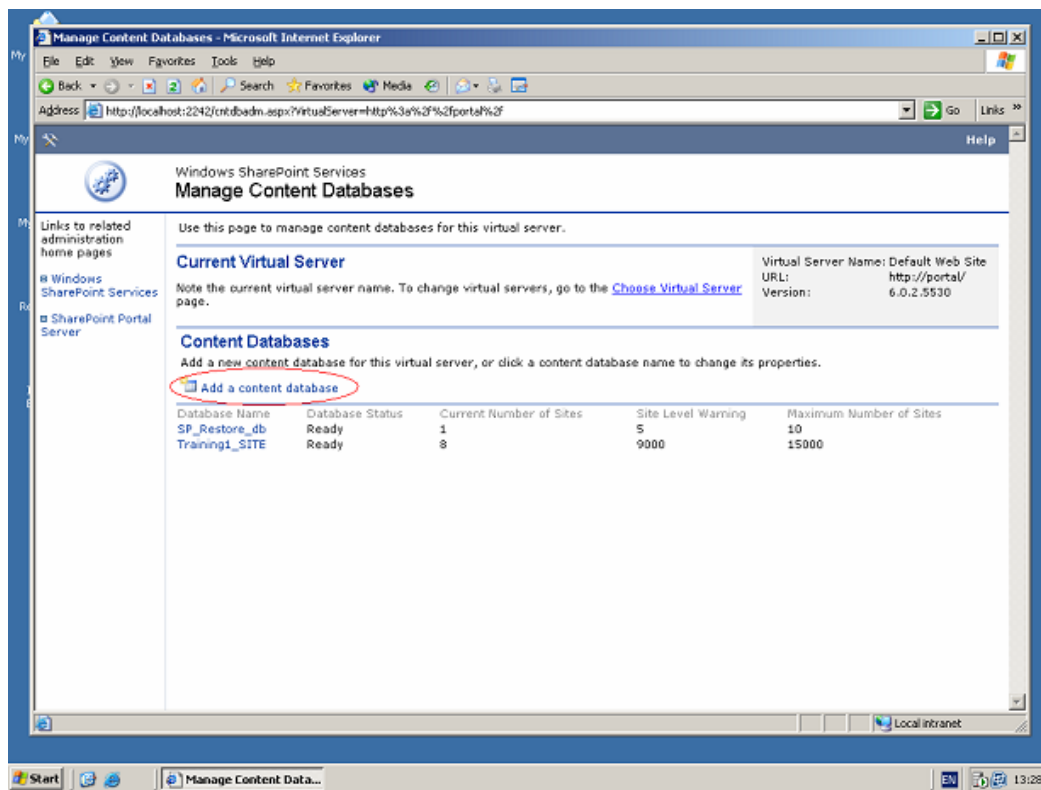 Manage Content Databases - Microsoft Internet Explorer
File Edit View Favorites Tools Help
Back Search Favorites Media
Address http://localhost:2242/cntdbadm.aspx?VirtualServer=http%3a%2f%2fportal%2f Go Links »
My
My
Help
Windows SharePoint Services
Manage Content Databases
Links to related administration home pages
Windows SharePoint Services
SharePoint Portal Server
Use this page to manage content databases for this virtual server.
Current Virtual Server
Note the current virtual server name. To change virtual servers, go to the Choose Virtual Server
page.
Virtual Server Name: Default Web Site
URL: http://portal/
Version: 6.0.2.5530
Content Databases
Add a new content database for this virtual server, or click a content database name to change its properties.
Add a content database
Database Name Database Status Current Number of Sites Site Level Warning Maximum Number of Sites
SP_Restore_db Ready 1 5 10
Training1_SITE Ready 8 9000 15000
Local intranet
Start Manage Content Data... EN 13:28